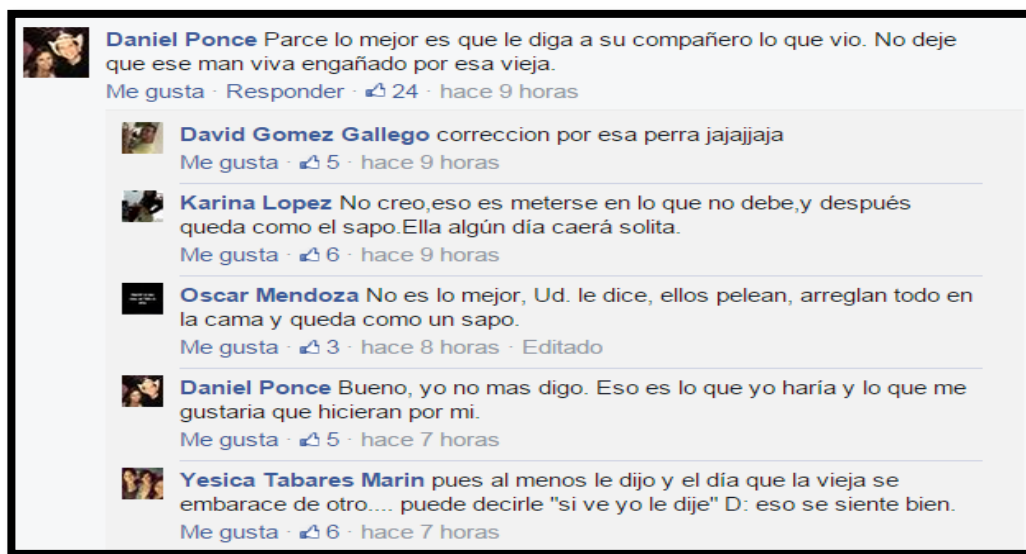 Daniel Ponce Parce lo mejor es que le diga a su compañero lo que vio. No deje
que ese man viva engañado por esa vieja.
Me gusta · Responder · 24 · hace 9 horas
David Gomez Gallego correccion por esa perra jajajjaja
Me gusta · 5 · hace 9 horas
Karina Lopez No creo,eso es meterse en lo que no debe,y después
queda como el sapo.Ella algún día caerá solita.
Me gusta · 6 · hace 9 horas
Oscar Mendoza No es lo mejor, Ud. le dice, ellos pelean, arreglan todo en
la cama y queda como un sapo.
Me gusta · 3 · hace 8 horas · Editado
Daniel Ponce Bueno, yo no mas digo. Eso es lo que yo haría y lo que me
gustaria que hicieran por mi.
Me gusta · 5 · hace 7 horas
Yesica Tabares Marin pues al menos le dijo y el día que la vieja se
embarace de otro.... puede decirle "si ve yo le dije" D: eso se siente bien.
Me gusta · 6 · hace 7 horas